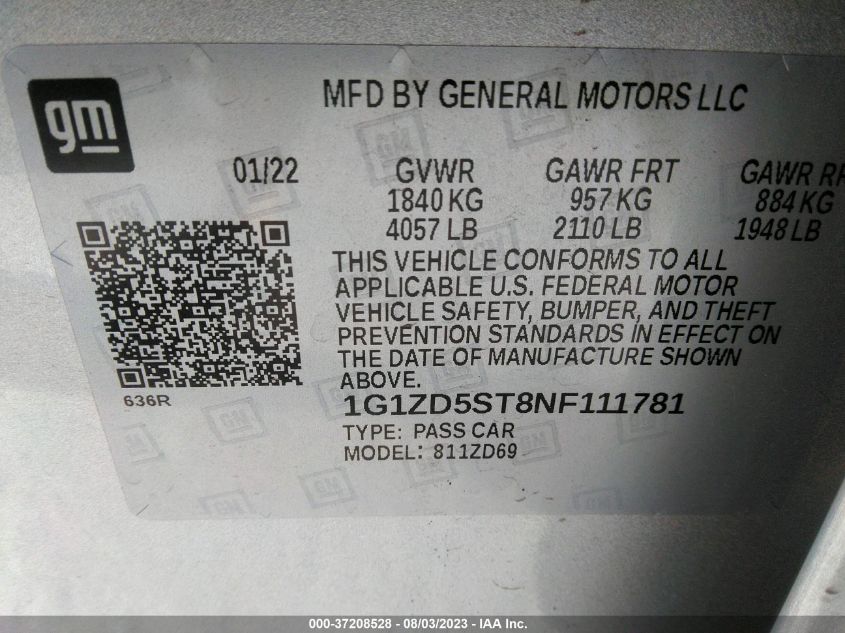 gm
MFD BY GENERAL MOTORS LLC
01/22 GVWR GAWR FRT GAWR
1840 KG 957 KG 884 KG
4057 LB 2110 LB 1948 LB
THIS VEHICLE CONFORMS TO ALL
APPLICABLE U.S. FEDERAL MOTOR
VEHICLE SAFETY, BUMPER, AND THEFT
PREVENTION STANDARDS IN EFFECT ON
THE DATE OF MANUFACTURE SHOWN
ABOVE.
636R
1G1ZD5ST8NF111781
TYPE: PASS CAR
MODEL: 811ZD69
000-37208528 - 08/03/2023 - IAA Inc.